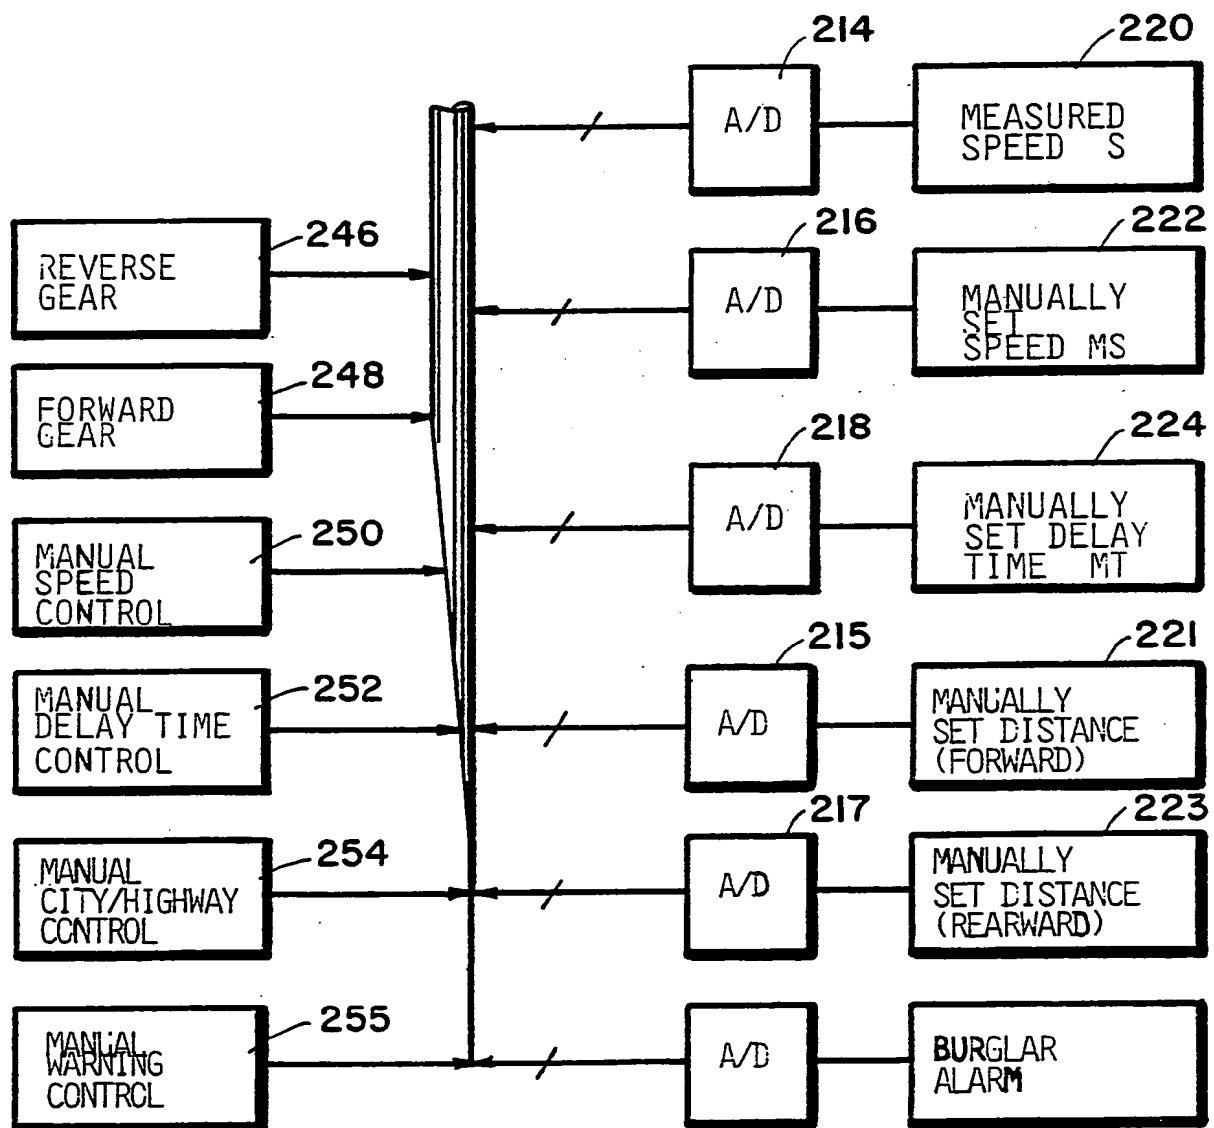 214
220
A/D
MEASURED
SPEED S
246
REVERSE
GEAR
216
222
A/D
MANUALLY
SET
SPEED MS
248
FORWARD
GEAR
218
224
A/D
MANUALLY
SET DELAY
TIME MT
250
MANUAL
SPEED
CONTROL
215
221
A/D
MANUALLY
SET DISTANCE
(FORWARD)
252
MANUAL
DELAY TIME
CONTROL
217
223
A/D
MANUALLY
SET DISTANCE
(REARWARD)
254
MANUAL
CITY/HIGHWAY
CONTROL
255
MANUAL
WARNING
CONTROL
A/D
BURGLAR
ALARM